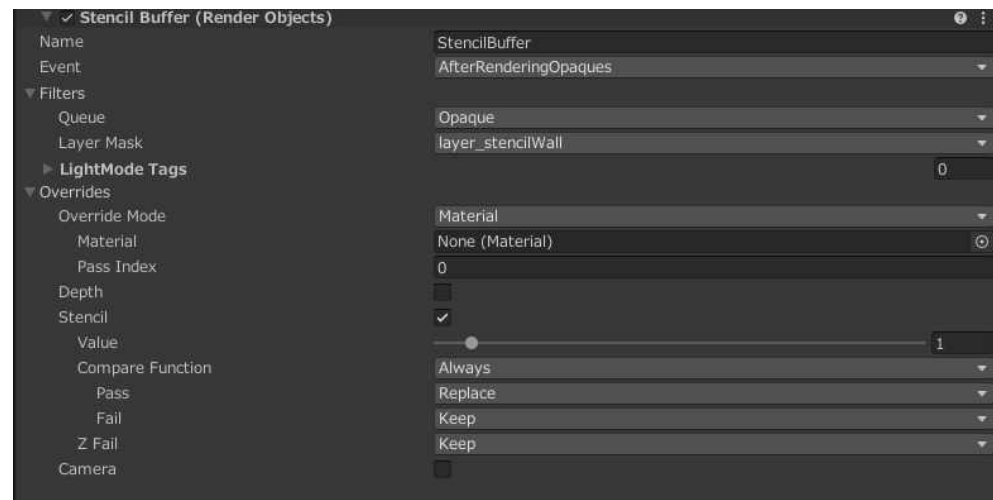 Stencil Buffer (Render Objects)
Name StencilBuffer
Event AfterRenderingOpaques
Filters
Queue Opaque
Layer Mask layer_stencilWall
LightMode Tags 0
Overrides
Override Mode Material
Material None (Material)
Pass Index 0
Depth
Stencil
Value 1
Compare Function Always
Pass Replace
Fail Keep
Z Fail Keep
Camera